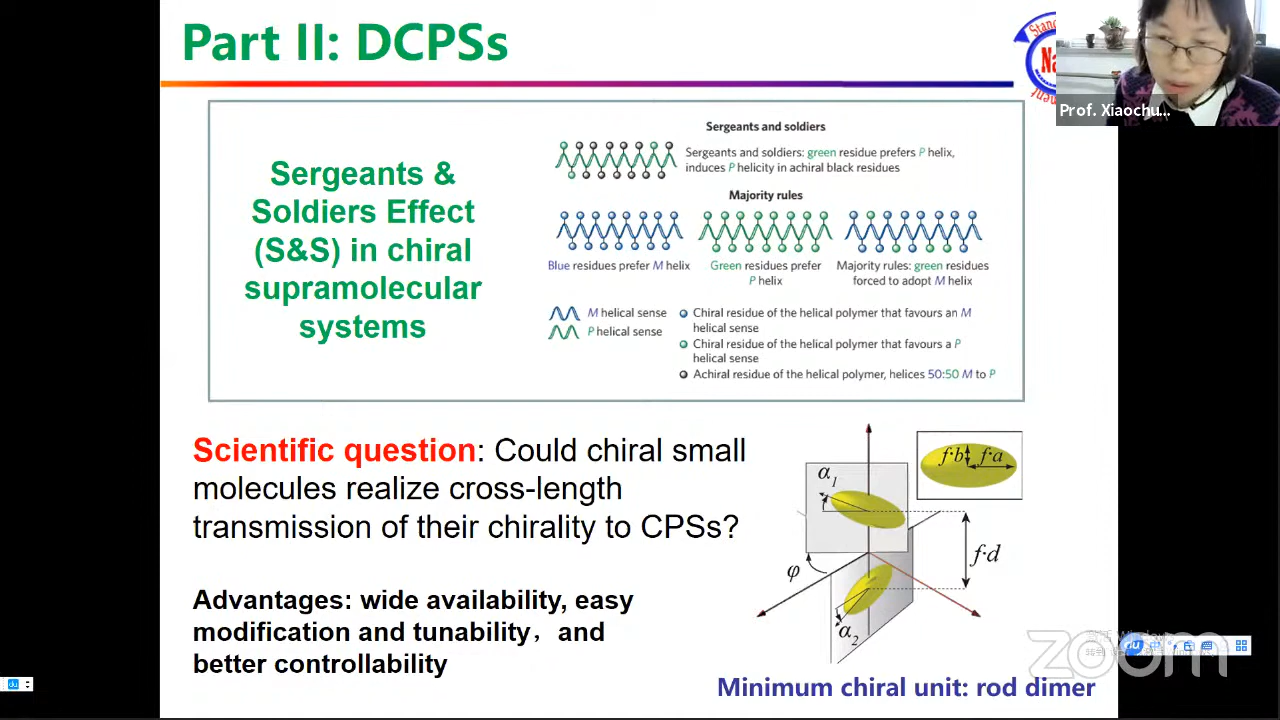 Part II: DCPSs
Prof. Xiaochu...
Sergeants &
Soldiers Effect
(S&S) in chiral
supramolecular
systems
Sergeants and soldiers
Sergeants and soldiers: green residue prefers P helix,
induces P helicity in achiral black residues
Majority rules
Blue residues prefer M helix
Green residues prefer
P helix
Majority rules: green residues
forced to adopt M helix
M helical sense
P helical sense
Chiral residue of the helical polymer that favours an M
helical sense
Chiral residue of the helical polymer that favours a P
helical sense
Achiral residue of the helical polymer, helices 50:50 M to P
Scientific question: Could chiral small
molecules realize cross-length
transmission of their chirality to CPSs?
Advantages: wide availability, easy
modification and tunability，and
better controllability
f·b
f·a
α1
f·d
φ
α2
Minimum chiral unit: rod dimer
zoom